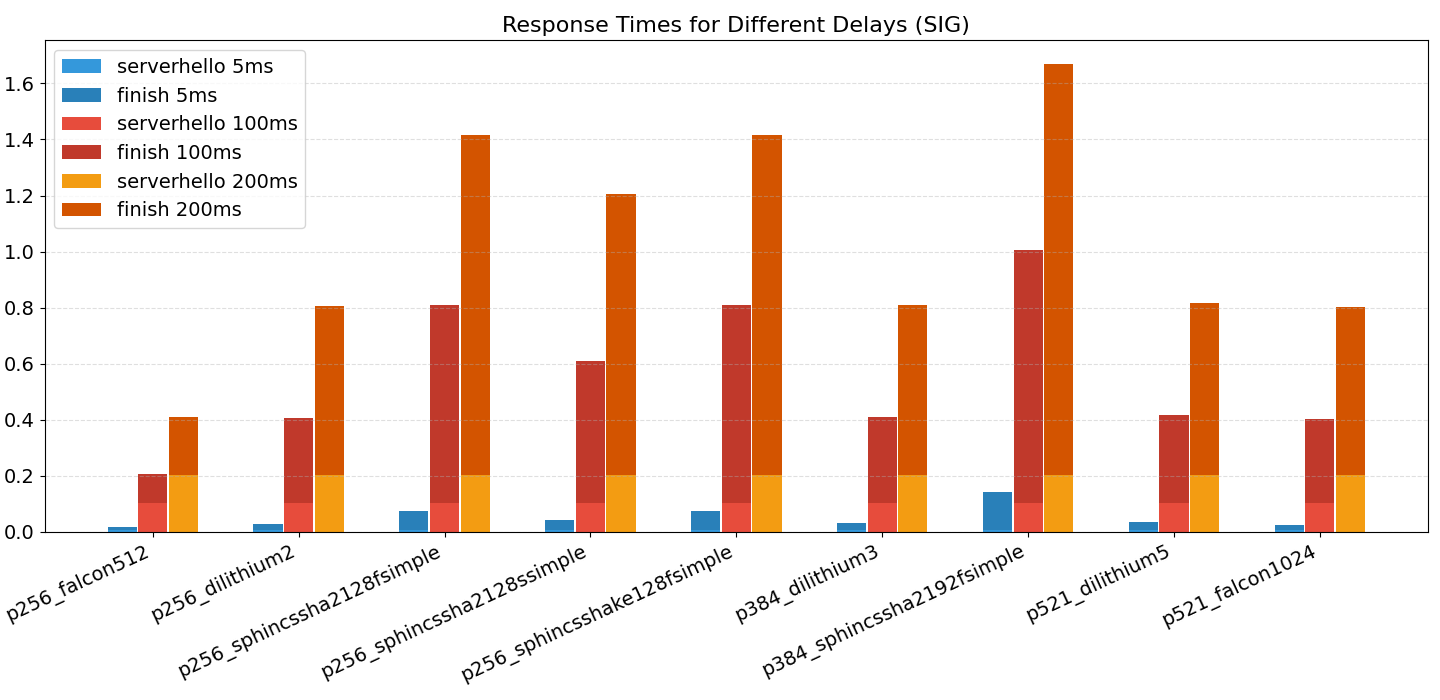 Response Times for Different Delays (SIG)
serverhello 5ms
finish 5ms
serverhello 100ms
finish 100ms
serverhello 200ms
finish 200ms
1.6
1.4
1.2
1.0
0.8
0.6
0.4
0.2
0.0
p256_falcon512
p256_dilithium2
p256_sphincssha2128fsimple
p256_sphincssha2128ssimple
p256_sphincsshake128fsimple
p384_dilithium3
p384_sphincssha2192fsimple
p521_dilithium5
p521_falcon1024